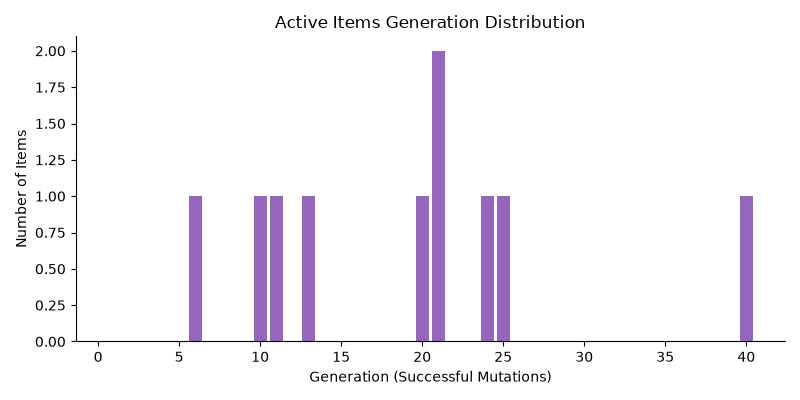 Active Items Generation Distribution
2.00
1.75
1.50
1.25
1.00
0.75
0.50
0.25
0.00
Number of Items
0 5 10 15 20 25 30 35 40
Generation (Successful Mutations)